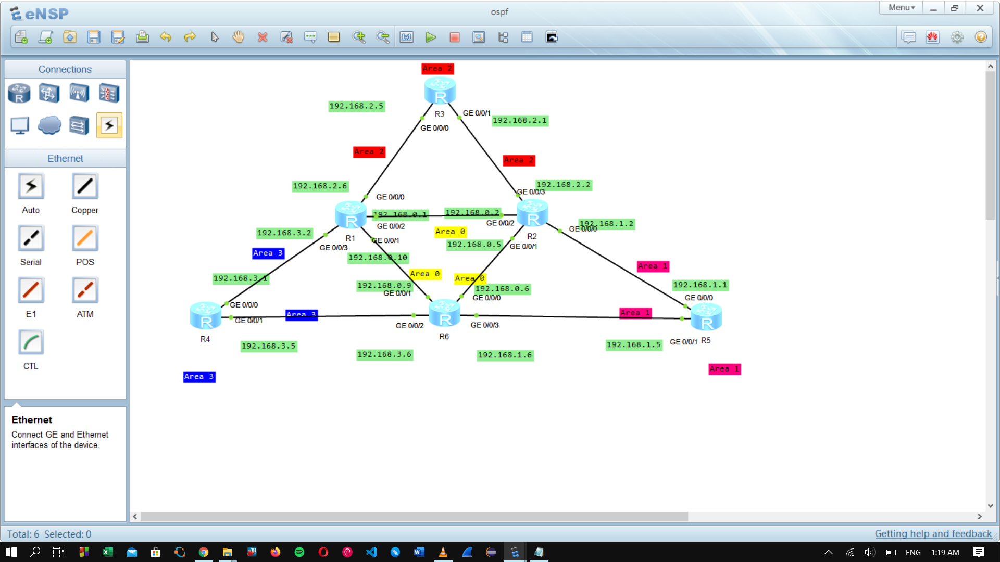 eNSP
ospf
Menu
Connections
Ethernet
Auto
Copper
Serial
POS
E1
ATM
CTL
Ethernet
Connect GE and Ethernet
interfaces of the device.
Area 2
R
R3
192.168.2.5
GE 0/0/1
192.168.2.1
GE 0/0/0
Area 2
Area 2
192.168.2.6
192.168.2.2
GE 0/0/0
GE 0/0/3
R
R1
192.168.0.1
192.168.0.2
R
R2
GE 0/0/2
GE 0/0/2
192.168.1.2
GE 0/0/0
Area 0
192.168.3.2
GE 0/0/3
GE 0/0/1
192.168.0.5
GE 0/0/1
Area 3
192.168.0.10
Area 1
Area 0
Area 0
192.168.3.1
192.168.0.9
GE 0/0/1
192.168.0.6
GE 0/0/0
192.168.1.1
GE 0/0/0
GE 0/0/0
R
R4
GE 0/0/1
Area 3
GE 0/0/2
R
R6
GE 0/0/3
Area 1
R
R5
GE 0/0/1
192.168.3.5
192.168.3.6
192.168.1.6
192.168.1.5
Area 3
Area 1
Total: 6 Selected: 0
Getting help and feedback
ENG
1:19 AM